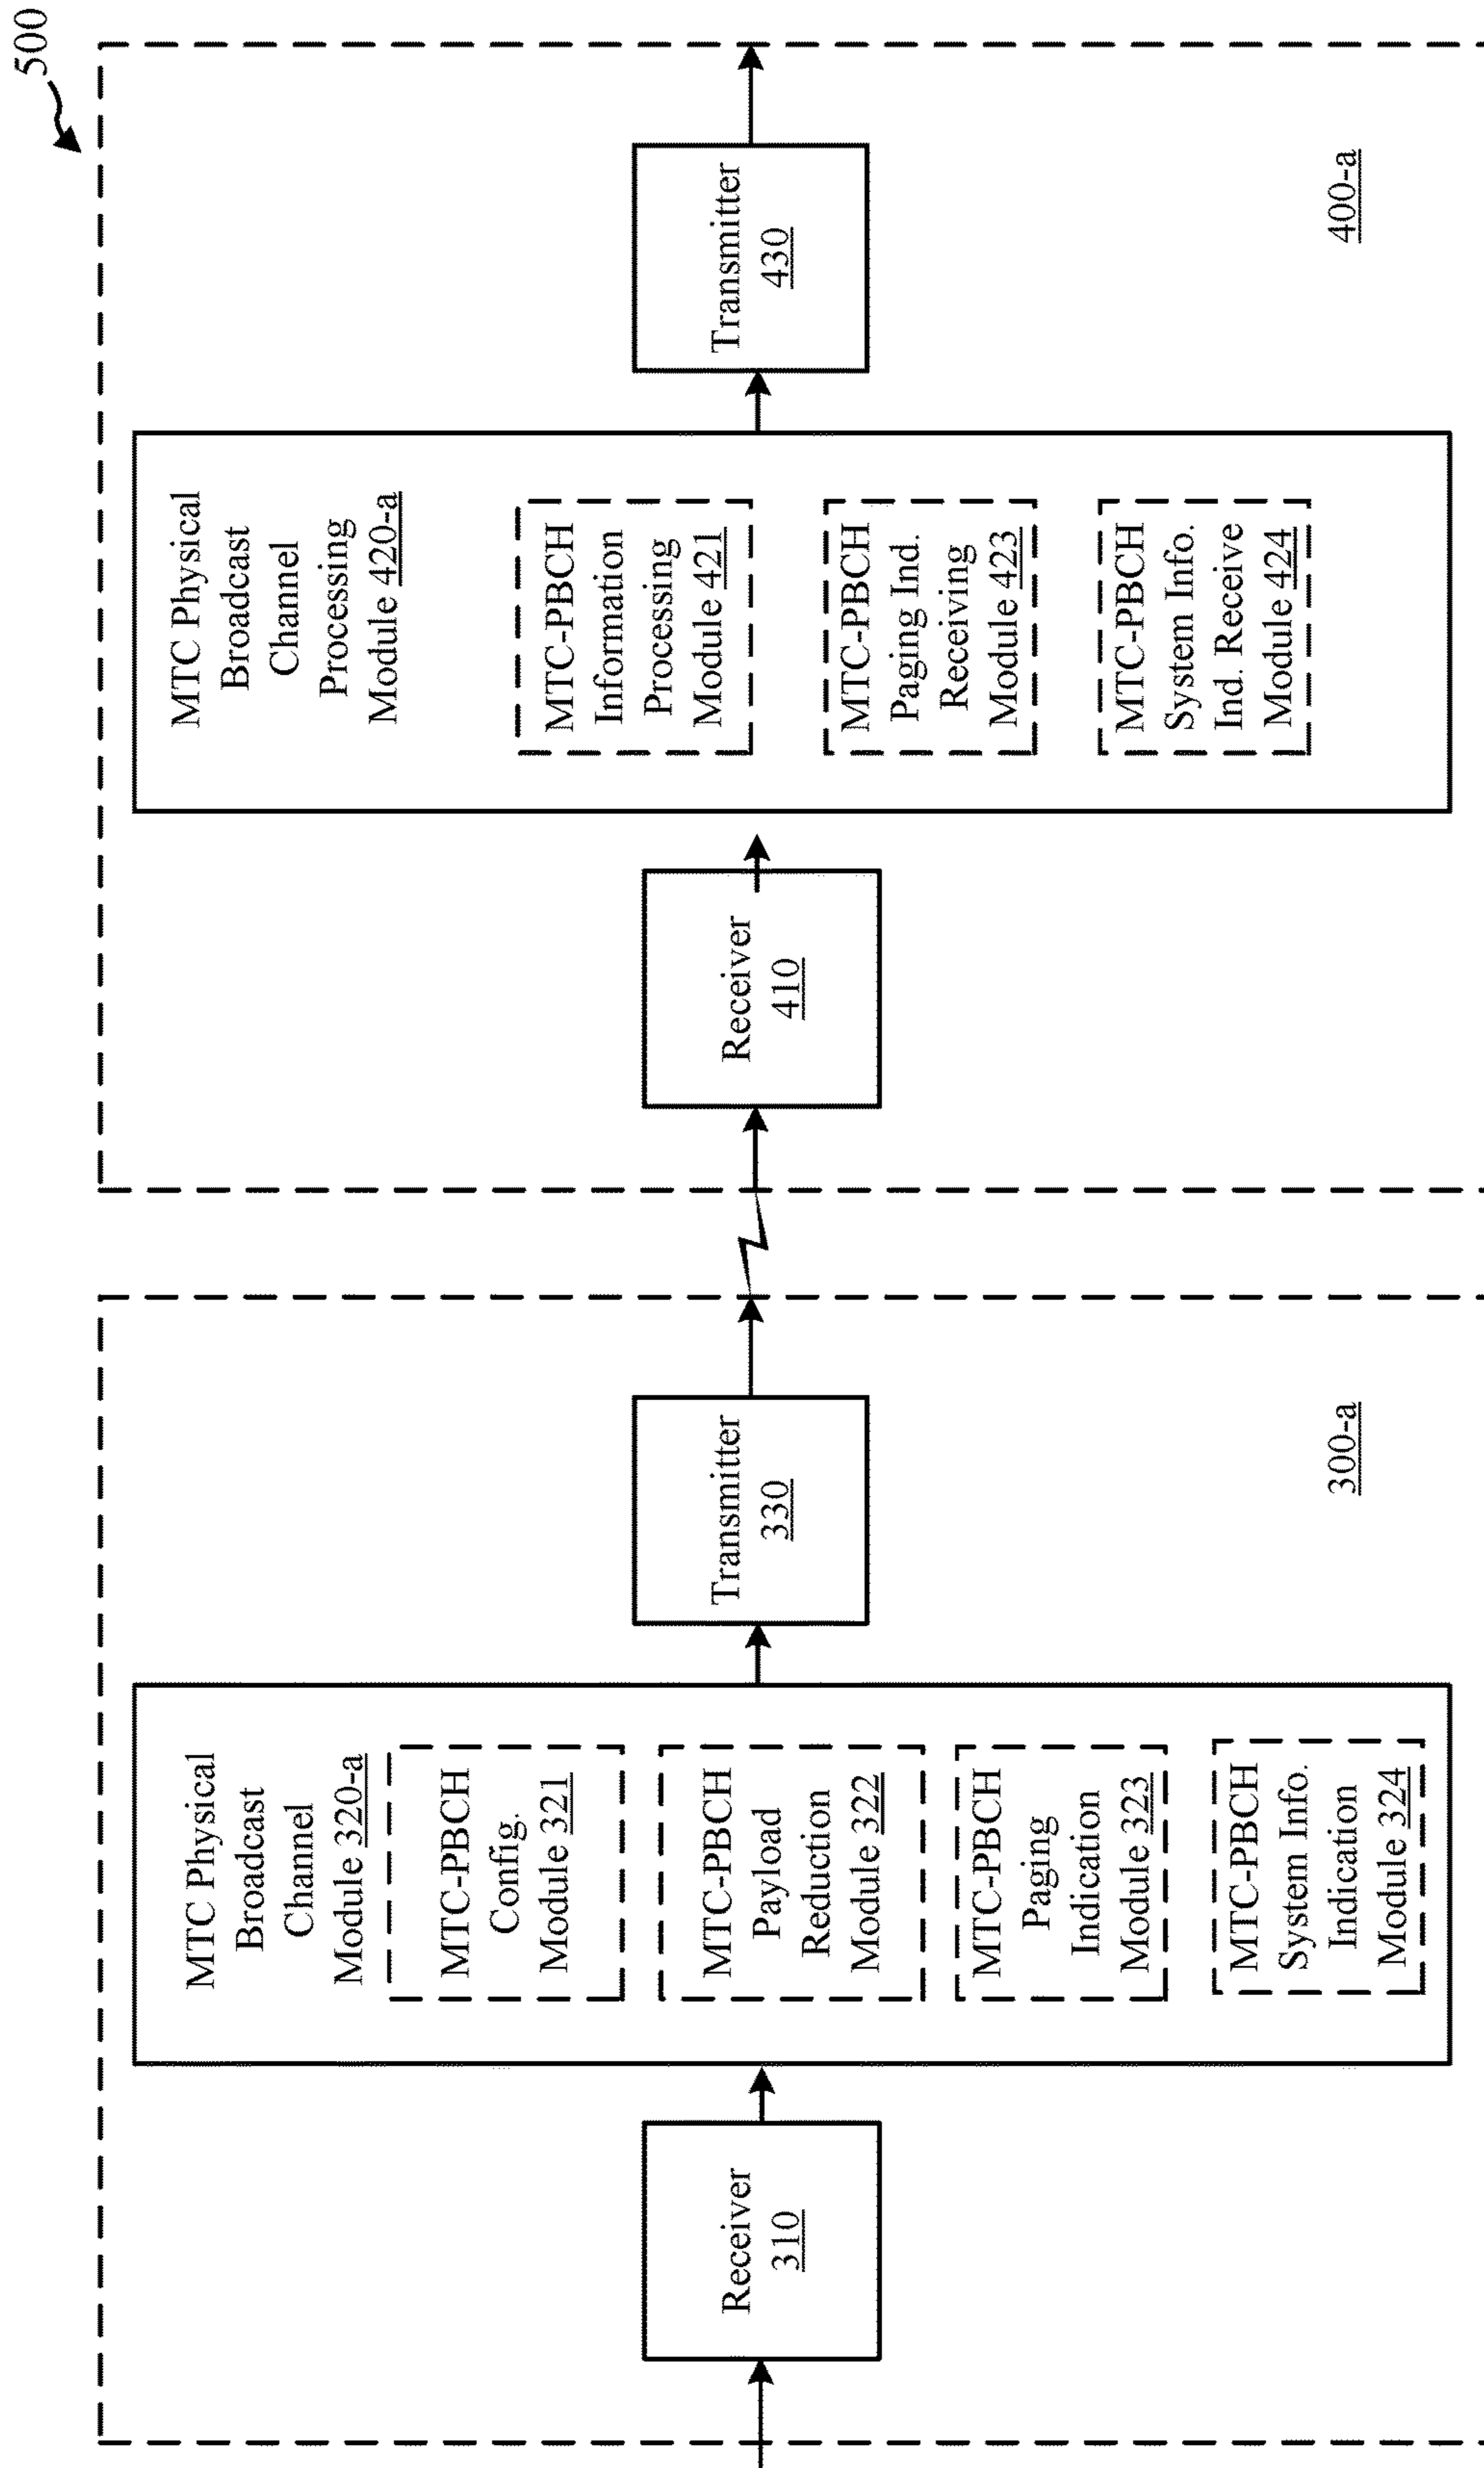 500
Receiver
310
MTC Physical
Broadcast
Channel
Module 320-a
MTC-PBCH
Config.
Module 321
MTC-PBCH
Payload
Reduction
Module 322
MTC-PBCH
Paging
Indication
Module 323
MTC-PBCH
System Info.
Indication
Module 324
Transmitter
330
300-a
Receiver
410
MTC Physical
Broadcast
Channel
Processing
Module 420-a
MTC-PBCH
Information
Processing
Module 421
MTC-PBCH
Paging Ind.
Receiving
Module 423
MTC-PBCH
System Info.
Ind. Receive
Module 424
Transmitter
430
400-a